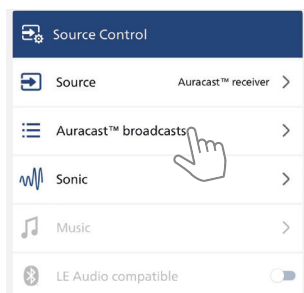 Source Control
Source Auracast™ receiver
Auracast™ broadcasts
Sonic
Music
LE Audio compatible